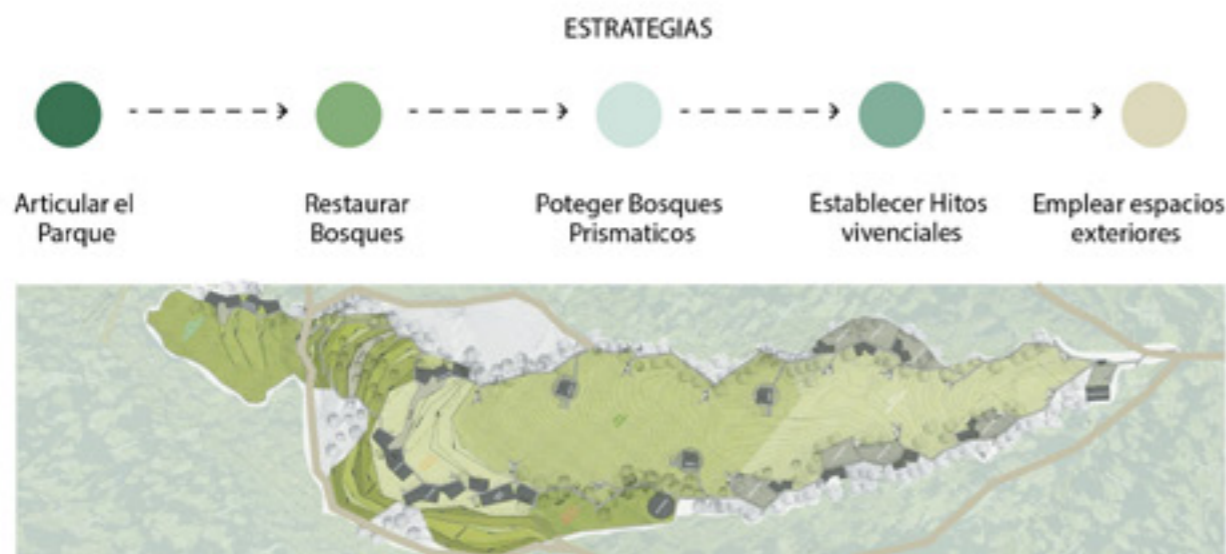 ESTRATEGIAS
Articular el
Parque
Restaurar
Bosques
Poteger Bosques
Prismaticos
Establecer Hitos
vivenciales
Emplear espacios
exteriores